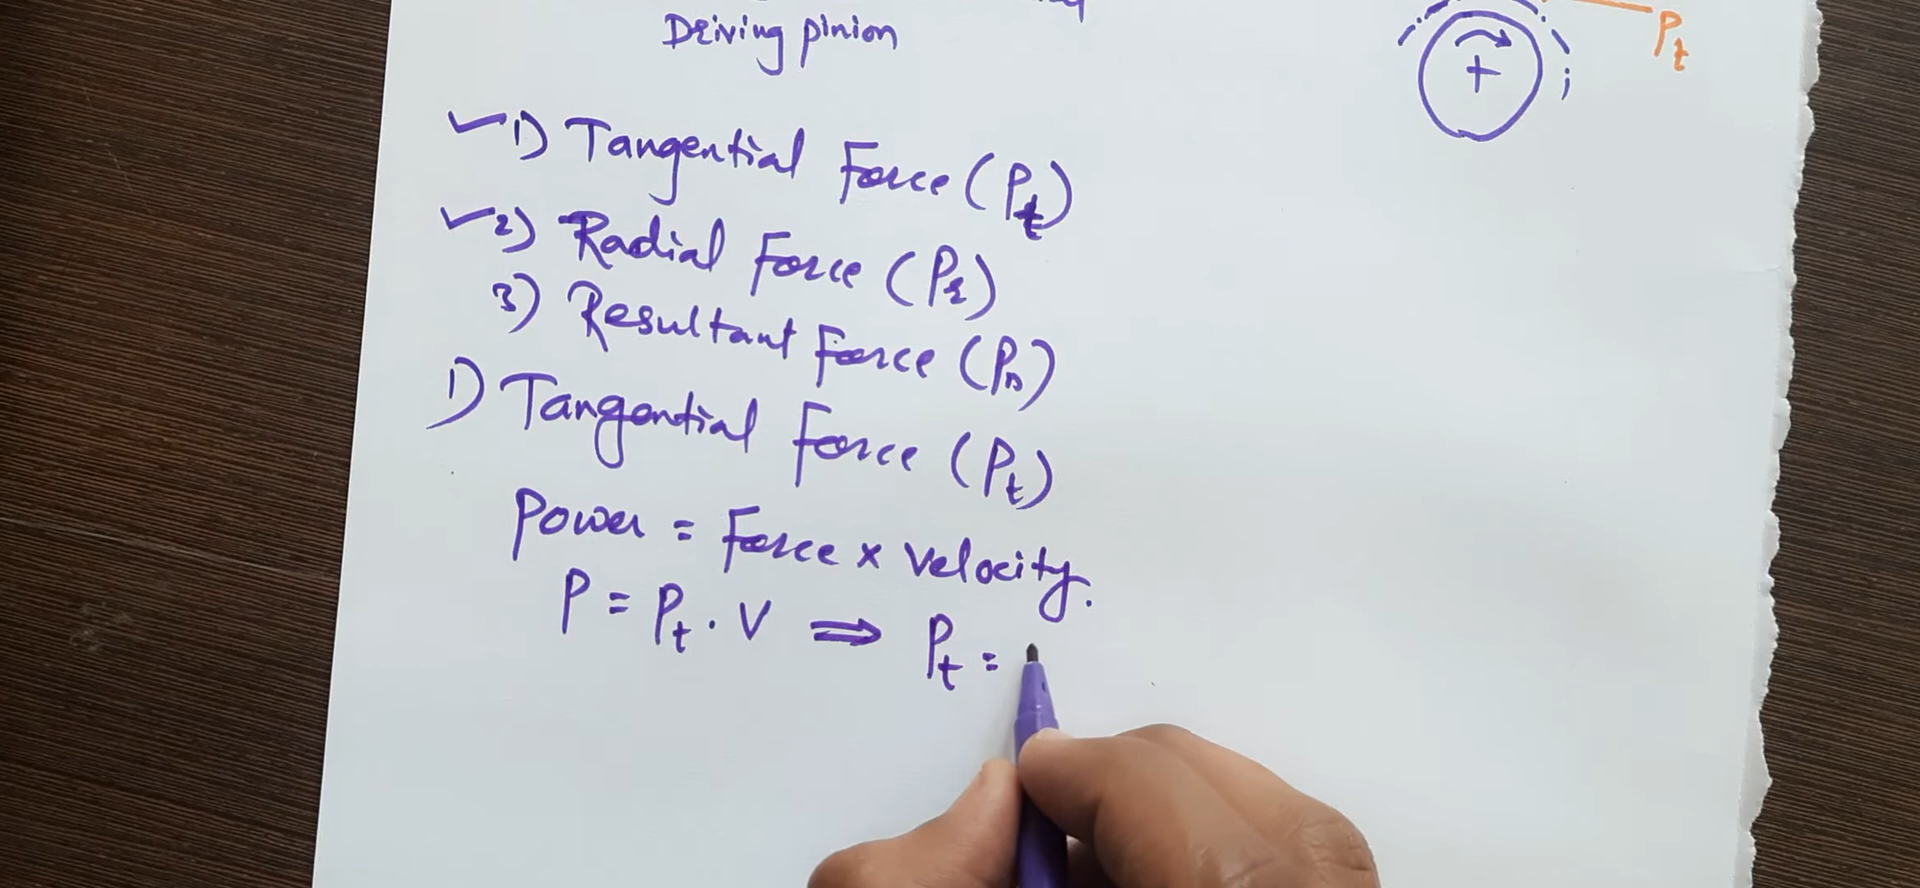 Driving pinion
Pt
✓1) Tangential Force (Pt)
✓2) Radial Force (Pr)
3) Resultant Force (Pn)
1) Tangential Force (Pt)
Power = Force × Velocity.
P = Pt . V ⇒ Pt =